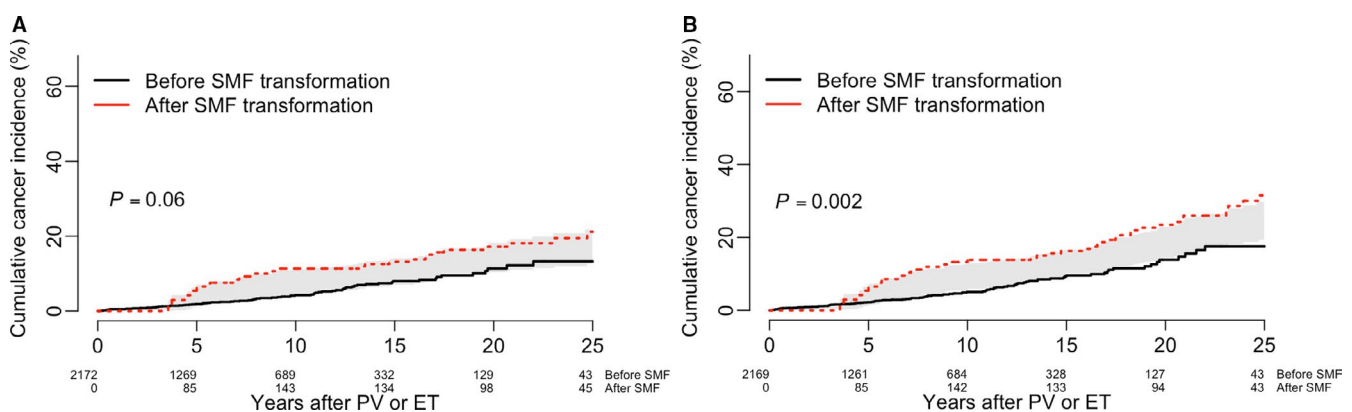 A
Cumulative cancer incidence (%)
60
40
20
0
Before SMF transformation
After SMF transformation
P = 0.06
0 5 10 15 20 25
2172 1269 689 332 129 43 Before SMF
0 85 143 134 98 45 After SMF
Years after PV or ET
B
Cumulative cancer incidence (%)
60
40
20
0
Before SMF transformation
After SMF transformation
P = 0.002
0 5 10 15 20 25
2169 1261 684 328 127 43 Before SMF
0 85 142 133 94 43 After SMF
Years after PV or ET